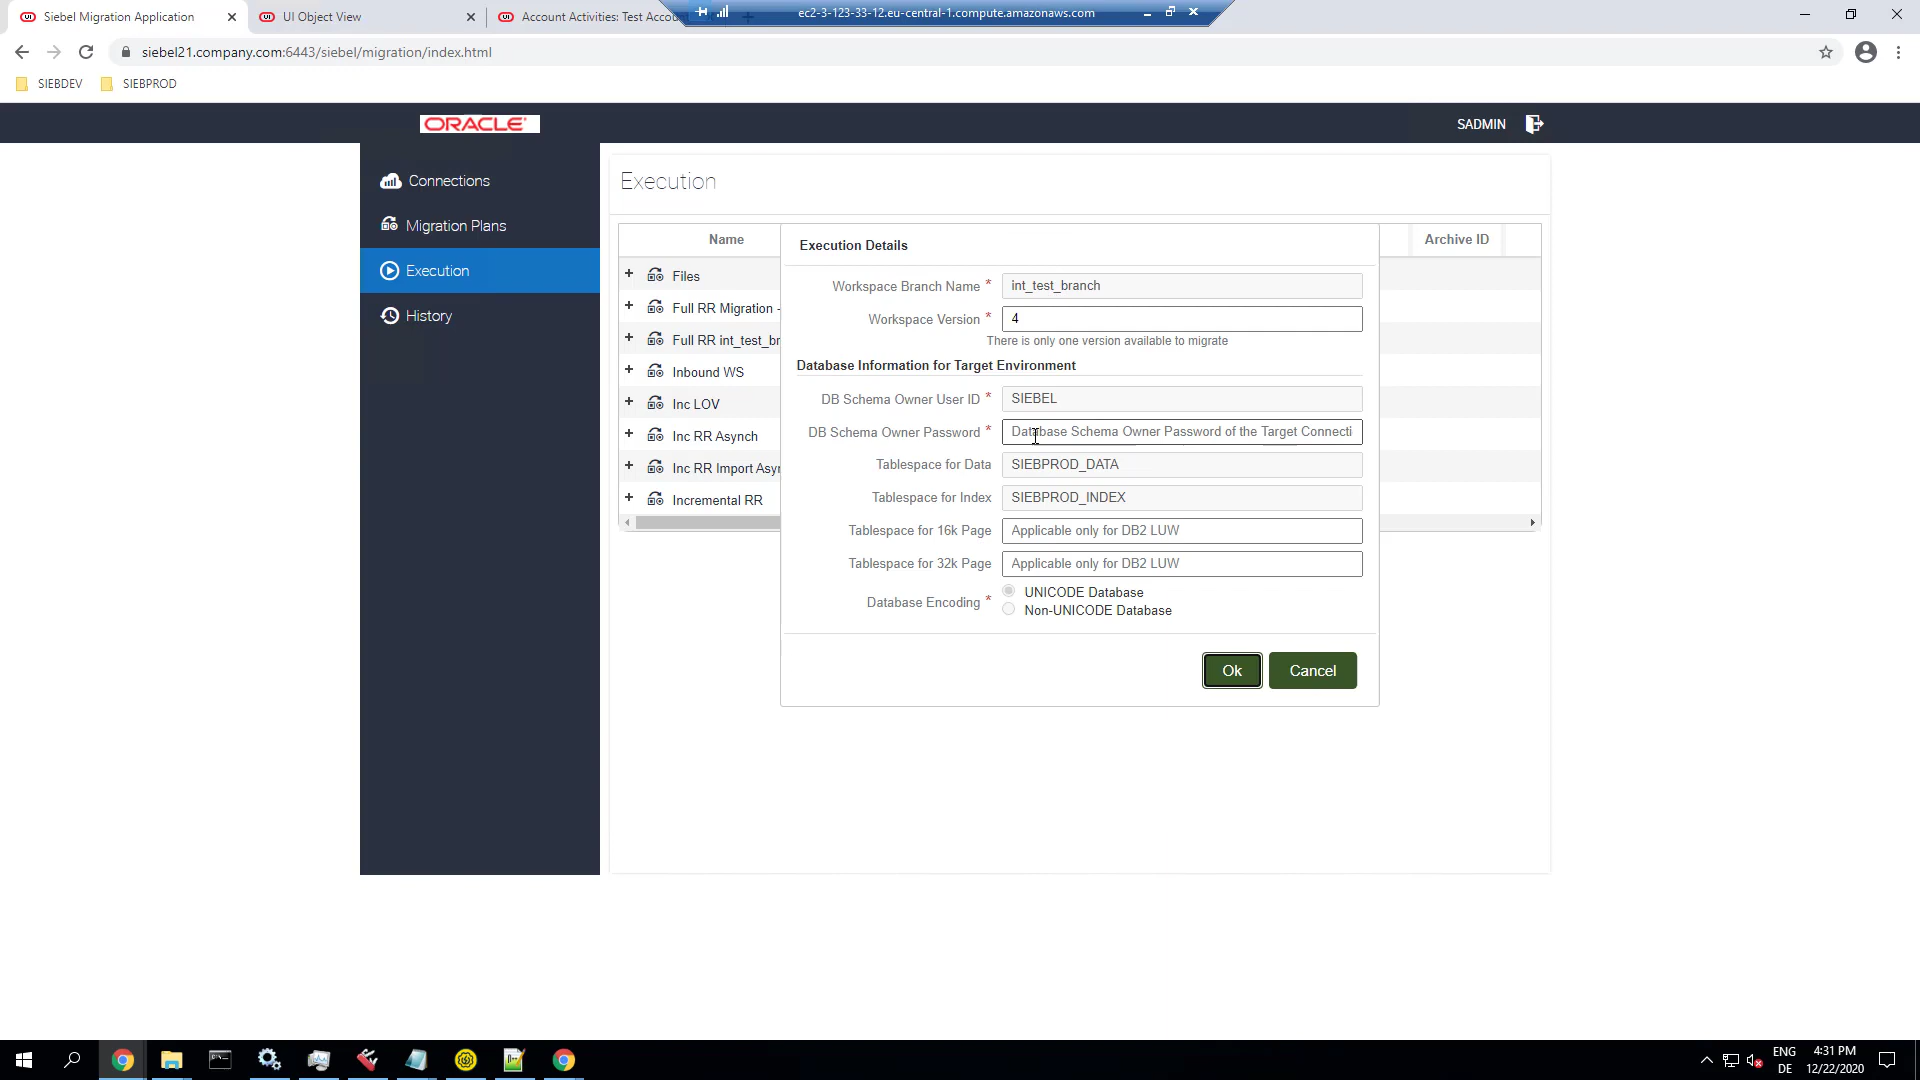 Siebel Migration Application
UI Object View
Account Activities: Test Accou
ec2-3-123-33-12.eu-central-1.compute.amazonaws.com
siebel21.company.com:6443/siebel/migration/index.html
SIEBDEV
SIEBPROD
ORACLE
SADMIN
Connections
Migration Plans
Execution
History
Execution
Name
Archive ID
Files
Full RR Migration -
Full RR int_test_br
Inbound WS
Inc LOV
Inc RR Asynch
Inc RR Import Asyn
Incremental RR
Execution Details
Workspace Branch Name * int_test_branch
Workspace Version * 4
There is only one version available to migrate
Database Information for Target Environment
DB Schema Owner User ID * SIEBEL
DB Schema Owner Password * Database Schema Owner Password of the Target Connecti
Tablespace for Data SIEBPROD_DATA
Tablespace for Index SIEBPROD_INDEX
Tablespace for 16k Page Applicable only for DB2 LUW
Tablespace for 32k Page Applicable only for DB2 LUW
Database Encoding * UNICODE Database
Non-UNICODE Database
Ok
Cancel
ENG
DE
4:31 PM
12/22/2020